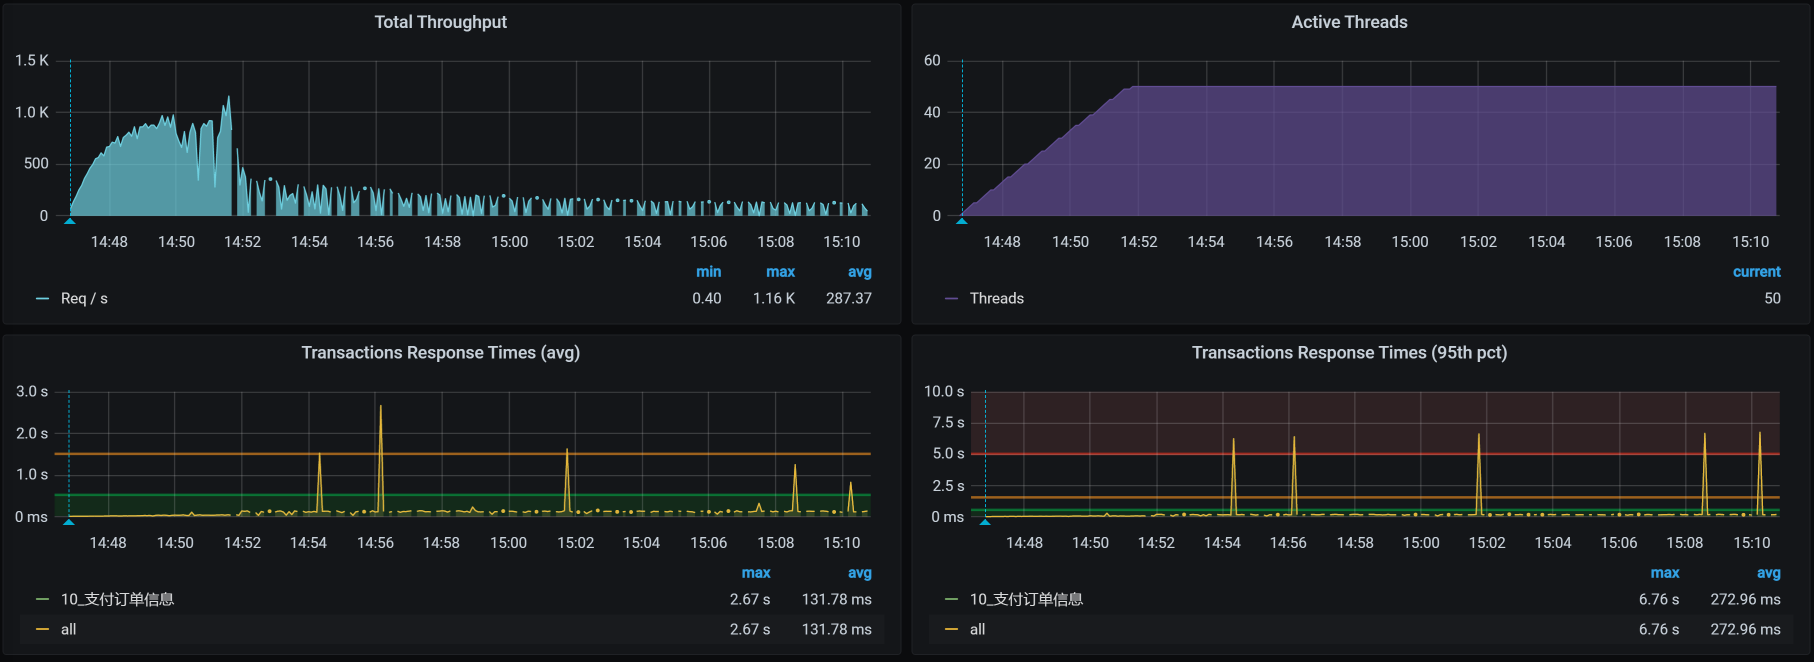 Total Throughput
1.5 K
1.0 K
500
0
14:48 14:50 14:52 14:54 14:56 14:58 15:00 15:02 15:04 15:06 15:08 15:10
min max avg
Req / s 0.40 1.16 K 287.37
Active Threads
60
40
20
0
14:48 14:50 14:52 14:54 14:56 14:58 15:00 15:02 15:04 15:06 15:08 15:10
current
Threads 50
Transactions Response Times (avg)
3.0 s
2.0 s
1.0 s
0 ms
14:48 14:50 14:52 14:54 14:56 14:58 15:00 15:02 15:04 15:06 15:08 15:10
max avg
10_支付订单信息 2.67 s 131.78 ms
all 2.67 s 131.78 ms
Transactions Response Times (95th pct)
10.0 s
7.5 s
5.0 s
2.5 s
0 ms
14:48 14:50 14:52 14:54 14:56 14:58 15:00 15:02 15:04 15:06 15:08 15:10
max avg
10_支付订单信息 6.76 s 272.96 ms
all 6.76 s 272.96 ms